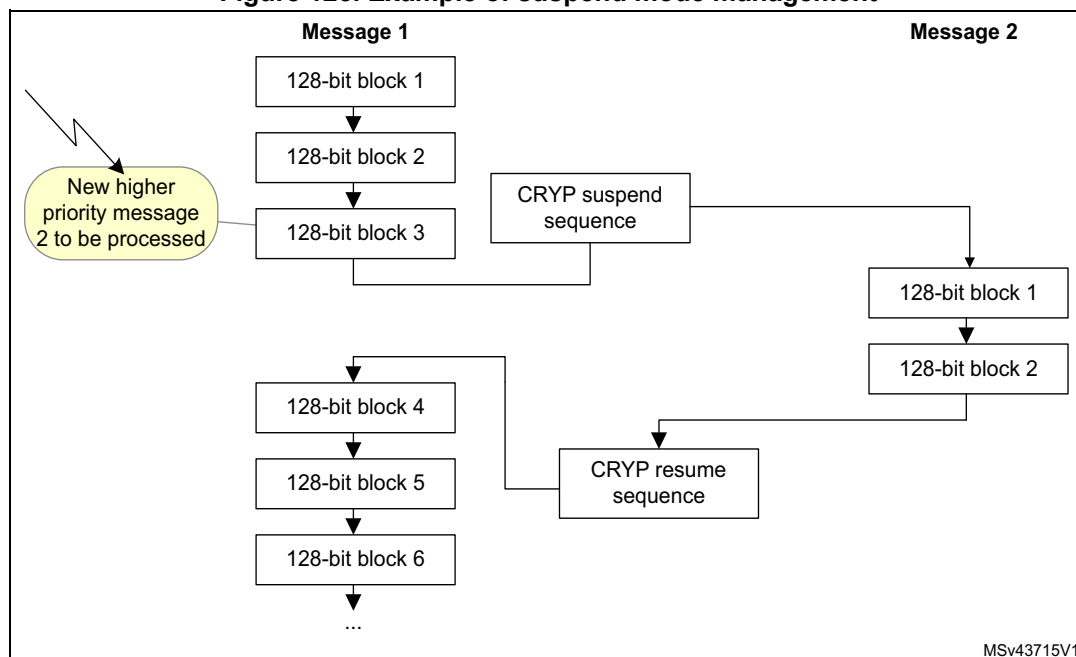 Message 1
Message 2
128-bit block 1
128-bit block 2
New higher
priority message
2 to be processed
128-bit block 3
CRYP suspend
sequence
128-bit block 1
128-bit block 2
128-bit block 4
128-bit block 5
128-bit block 6
...
CRYP resume
sequence
MSv43715V1